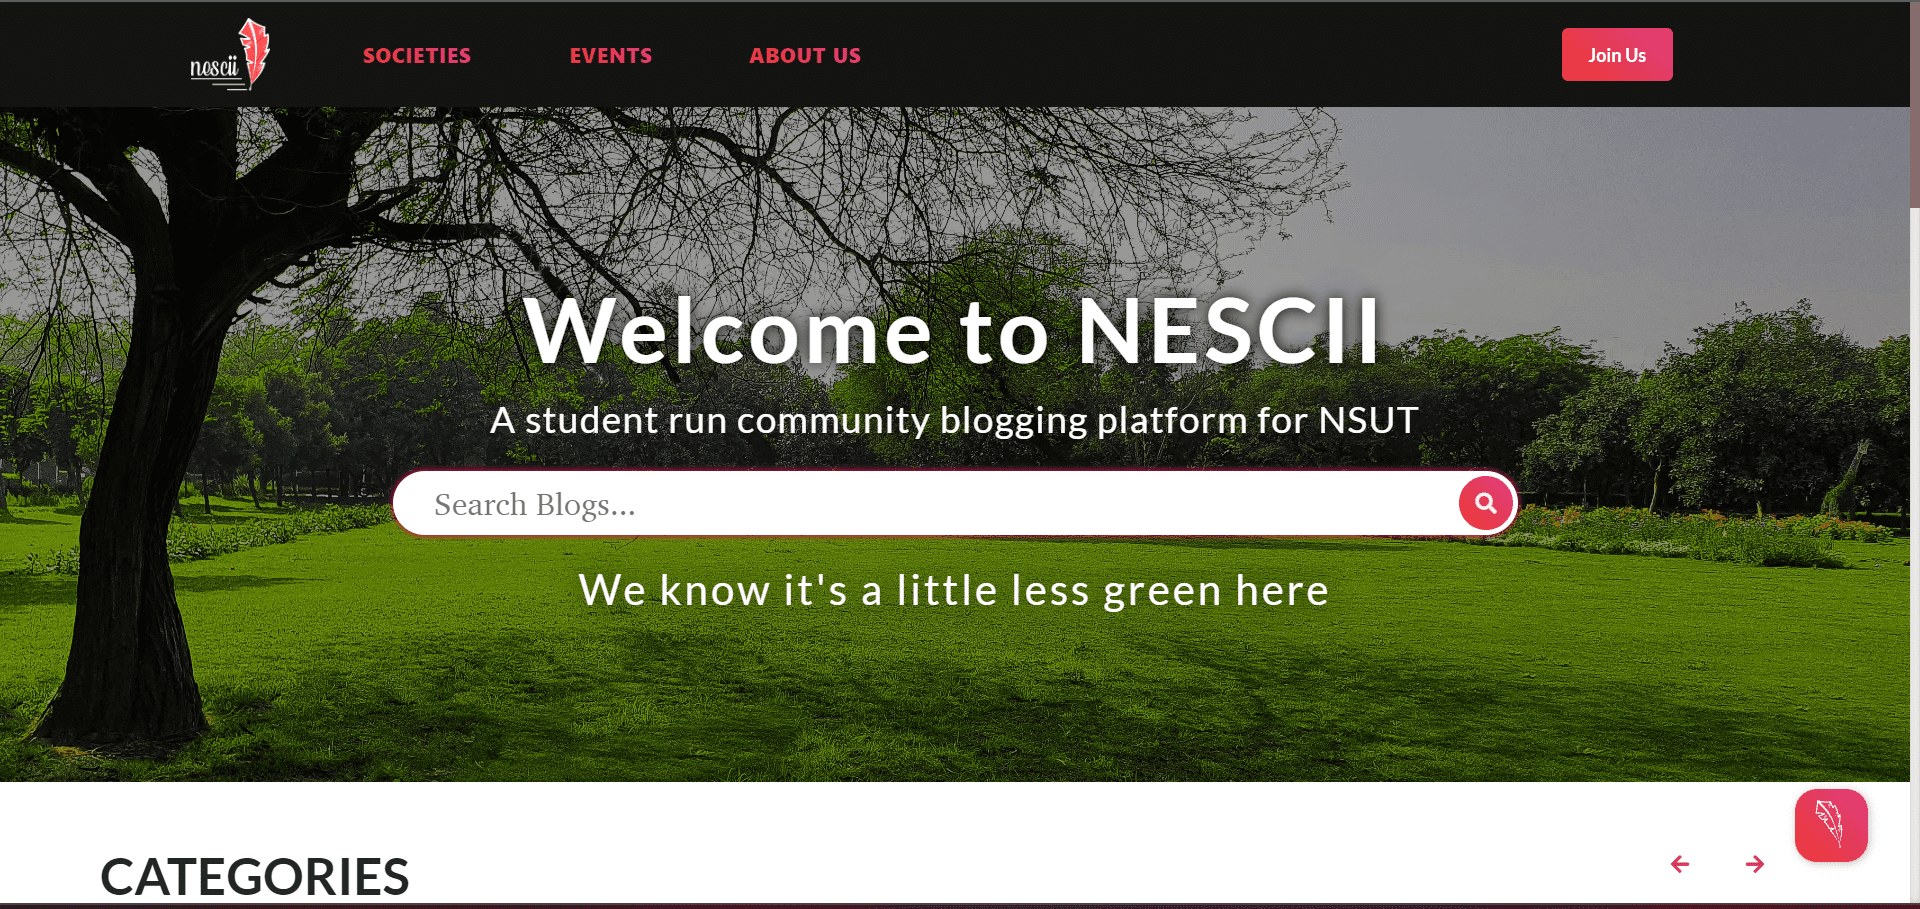 nescii
SOCIETIES
EVENTS
ABOUT US
Join Us
Welcome to NESCII
A student run community blogging platform for NSUT
Search Blogs...
We know it's a little less green here
CATEGORIES